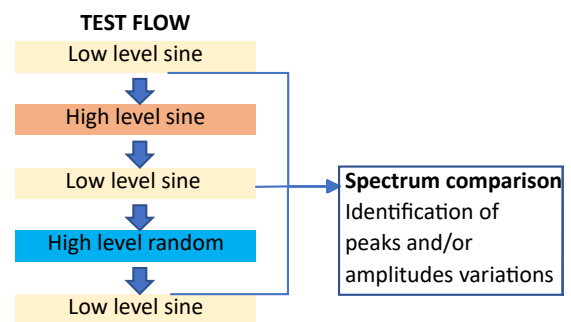 TEST FLOW
Low level sine
High level sine
Low level sine
High level random
Low level sine
Spectrum comparison
Identification of
peaks and/or
amplitudes variations